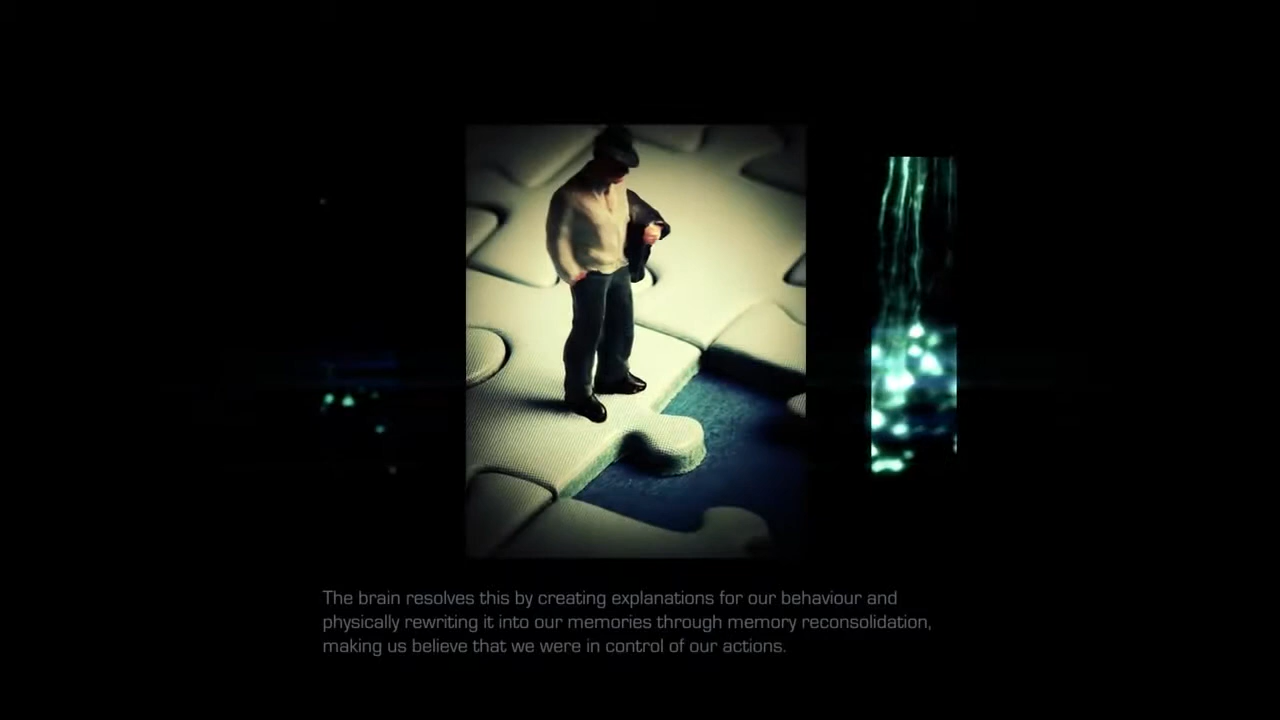 The brain resolves this by creating explanations for our behaviour and
physically rewriting it into our memories through memory reconsolidation,
making us believe that we were in control of our actions.